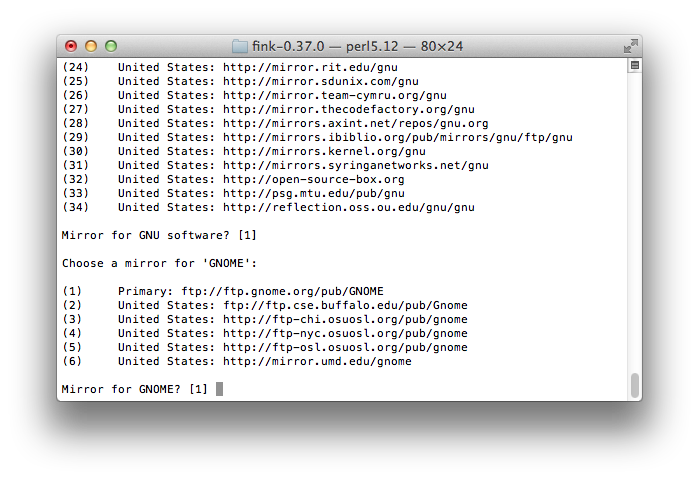 fink-0.37.0 — perl5.12 — 80×24
(24) United States: http://mirror.rit.edu/gnu
(25) United States: http://mirror.sdunix.com/gnu
(26) United States: http://mirror.team-cymru.org/gnu
(27) United States: http://mirror.thecodefactory.org/gnu
(28) United States: http://mirrors.axint.net/repos/gnu.org
(29) United States: http://mirrors.ibiblio.org/pub/mirrors/gnu/ftp/gnu
(30) United States: http://mirrors.kernel.org/gnu
(31) United States: http://mirrors.syringanetworks.net/gnu
(32) United States: http://open-source-box.org
(33) United States: http://psg.mtu.edu/pub/gnu
(34) United States: http://reflection.oss.ou.edu/gnu/gnu
Mirror for GNU software? [1]
Choose a mirror for 'GNOME':
(1) Primary: ftp://ftp.gnome.org/pub/GNOME
(2) United States: ftp://ftp.cse.buffalo.edu/pub/Gnome
(3) United States: http://ftp-chi.osuosl.org/pub/gnome
(4) United States: http://ftp-nyc.osuosl.org/pub/gnome
(5) United States: http://ftp-osl.osuosl.org/pub/gnome
(6) United States: http://mirror.umd.edu/gnome
Mirror for GNOME? [1]